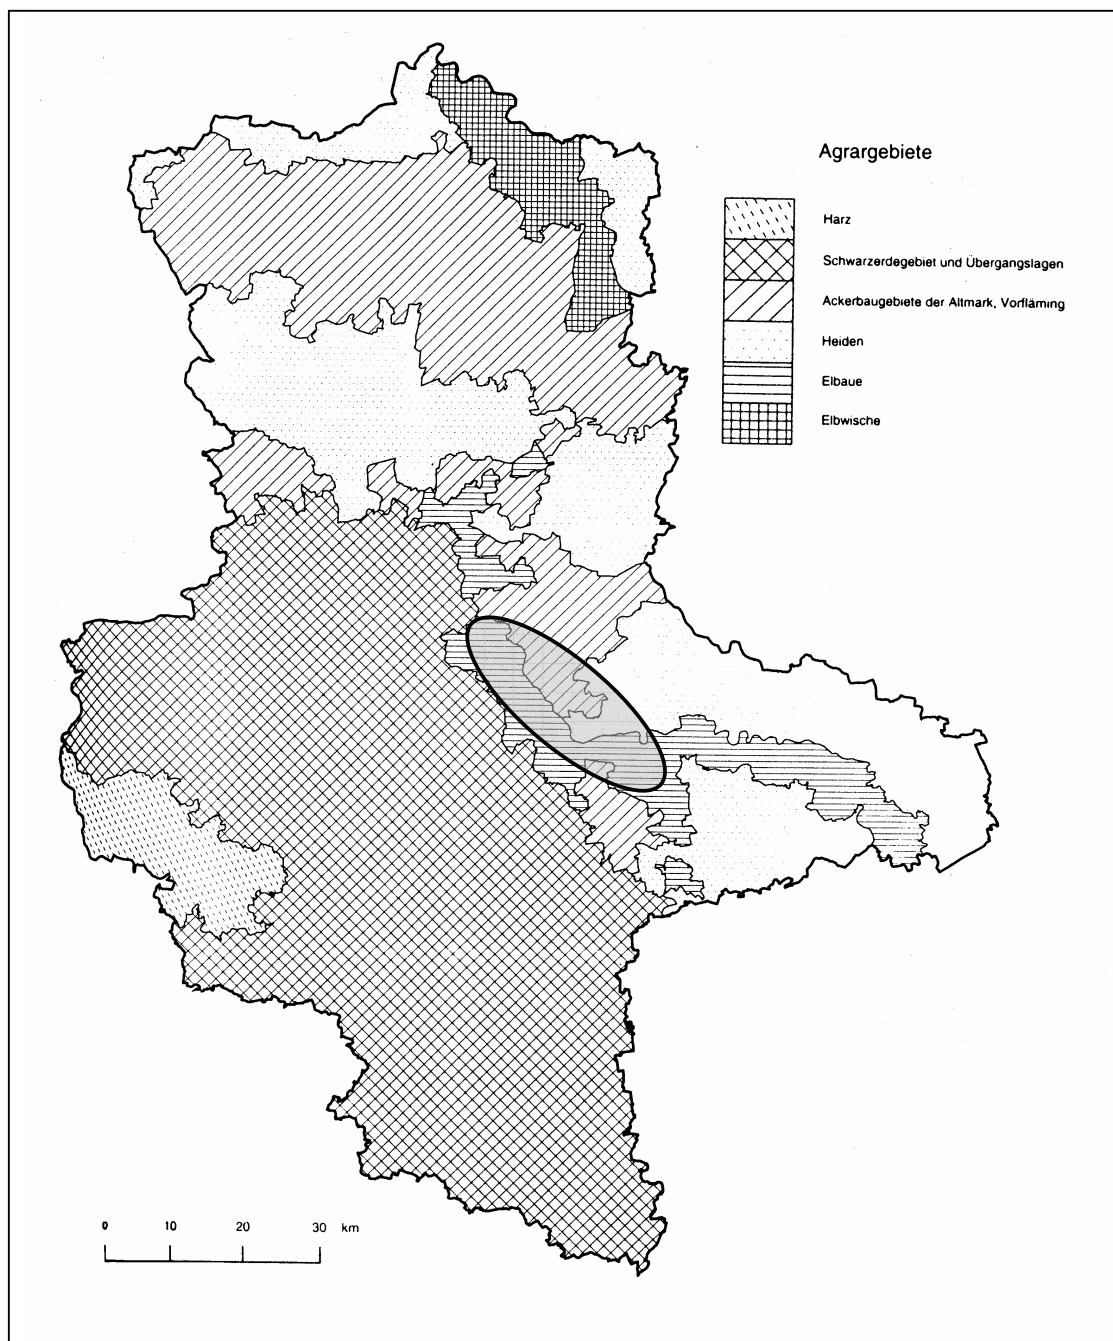 Agrargebiete
Harz
Schwarzerdegebiet und Übergangslagen
Ackerbaugebiete der Altmark, Vorfläming
Heiden
Elbaue
Elbwische
0 10 20 30 km